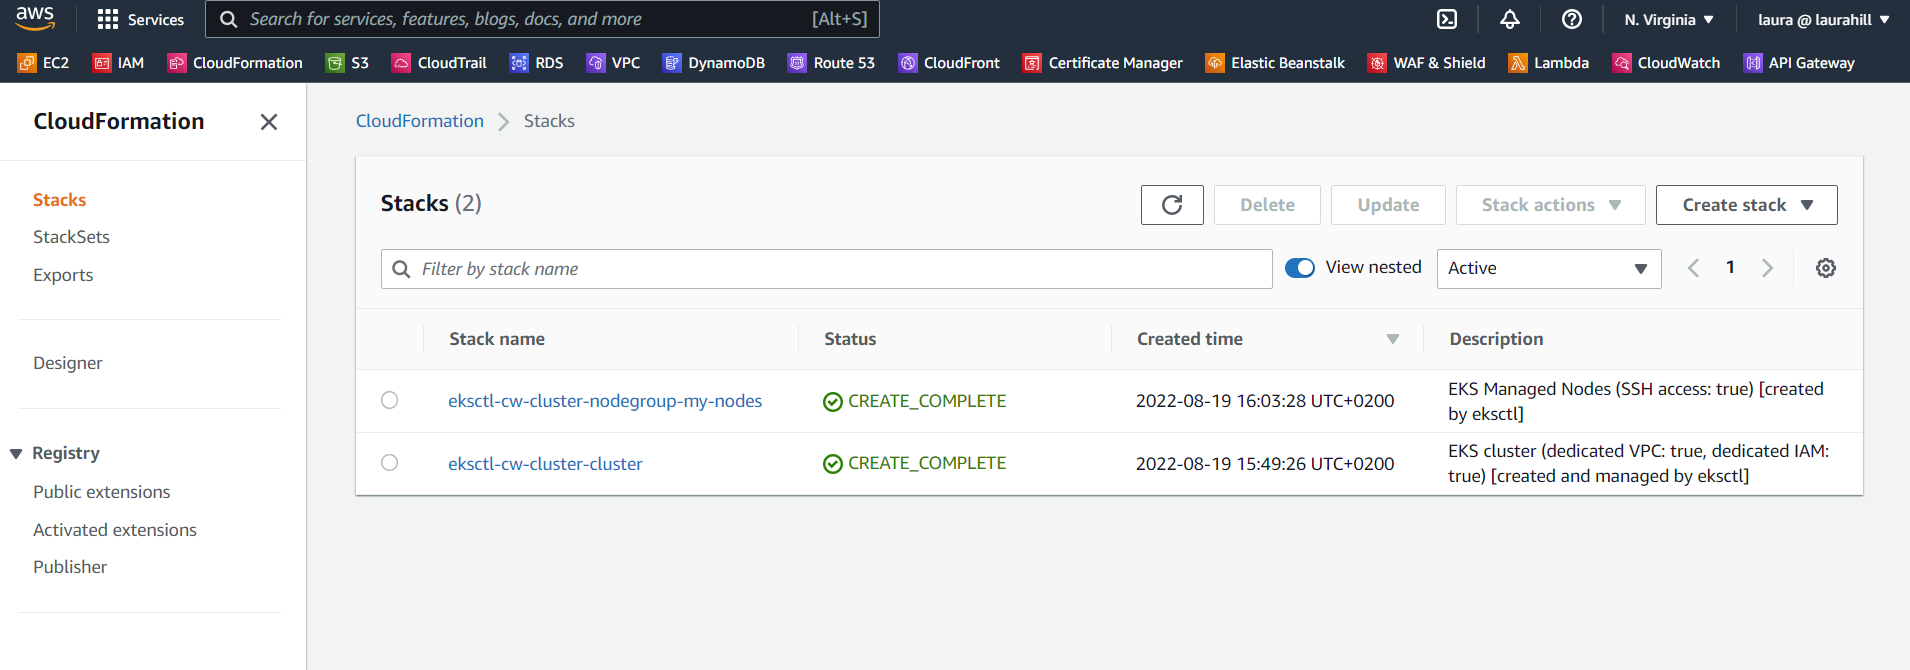 aws
Services
Search for services, features, blogs, docs, and more [Alt+S]
N. Virginia
laura @ laurahill
EC2 IAM CloudFormation S3 CloudTrail RDS VPC DynamoDB Route 53 CloudFront Certificate Manager Elastic Beanstalk WAF & Shield Lambda CloudWatch API Gateway
CloudFormation
Stacks
StackSets
Exports
Designer
Registry
Public extensions
Activated extensions
Publisher
CloudFormation Stacks
Stacks (2)
Delete
Update
Stack actions
Create stack
Filter by stack name
View nested
Active
1
Stack name Status Created time Description
eksctl-cw-cluster-nodegroup-my-nodes CREATE_COMPLETE 2022-08-19 16:03:28 UTC+0200 EKS Managed Nodes (SSH access: true) [created
by eksctl]
eksctl-cw-cluster-cluster CREATE_COMPLETE 2022-08-19 15:49:26 UTC+0200 EKS cluster (dedicated VPC: true, dedicated IAM:
true) [created and managed by eksctl]